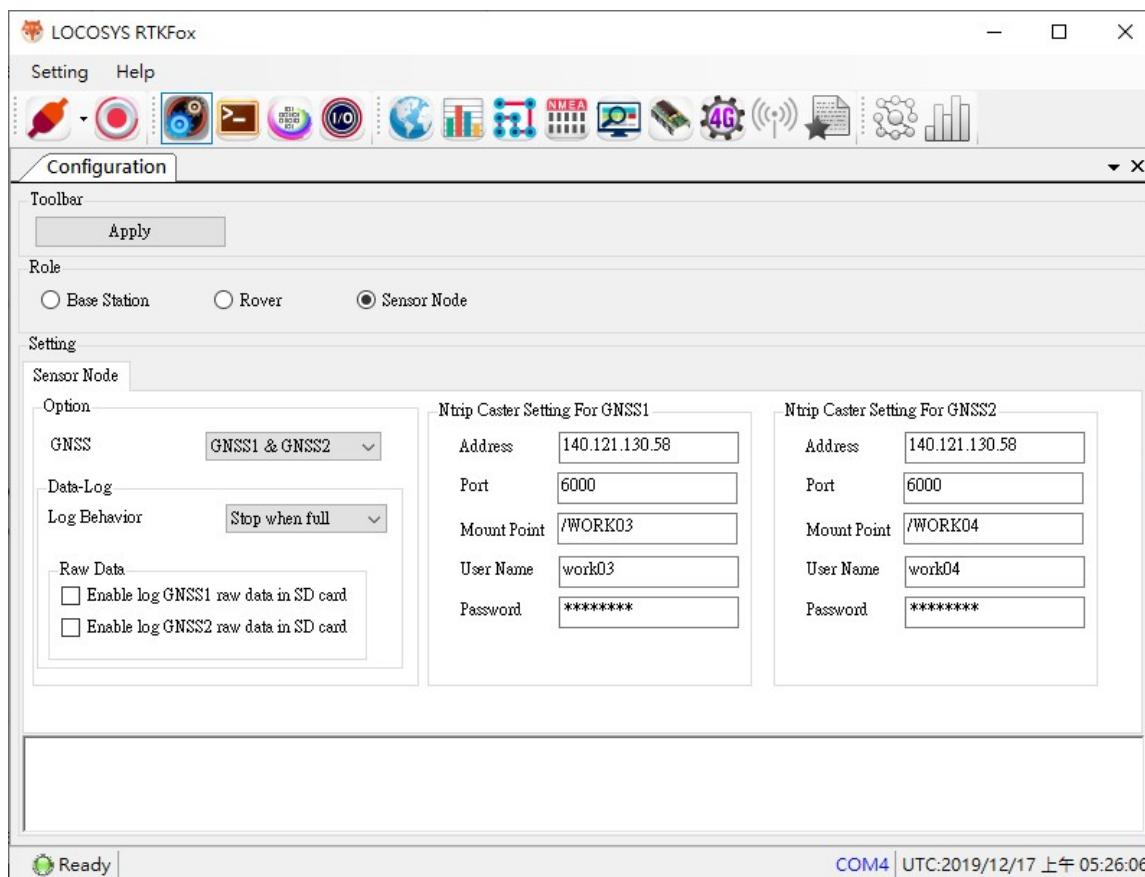 LOCOSYS RTKFox
Setting Help
NMEA
I/O
4G
Configuration
Toolbar
Apply
Role
Base Station Rover Sensor Node
Setting
Sensor Node
Option
GNSS GNSS1 & GNSS2
Data-Log
Log Behavior Stop when full
Raw Data
Enable log GNSS1 raw data in SD card
Enable log GNSS2 raw data in SD card
Ntrip Caster Setting For GNSS1
Address 140.121.130.58
Port 6000
Mount Point /WORK03
User Name work03
Password ********
Ntrip Caster Setting For GNSS2
Address 140.121.130.58
Port 6000
Mount Point /WORK04
User Name work04
Password ********
Ready COM4 UTC:2019/12/17 上午 05:26:06